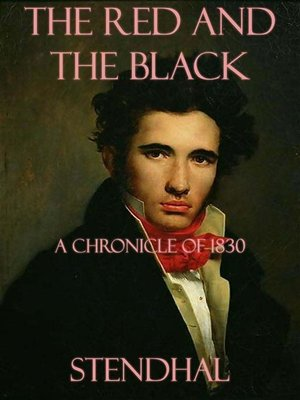 THE RED AND
THE BLACK
A CHRONICLE OF 1830
STENDHAL